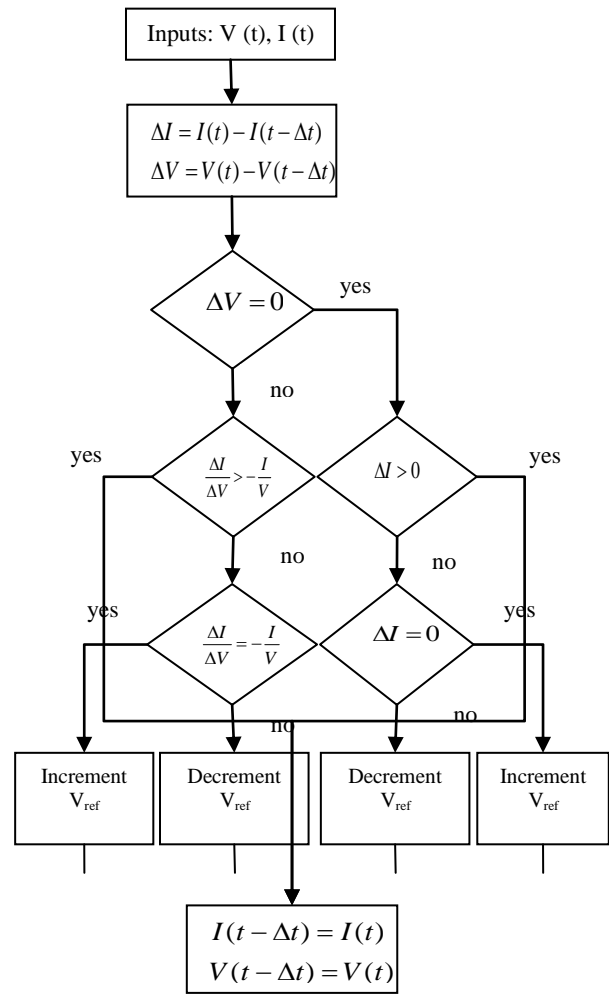 Inputs: V (t), I (t)
ΔI = I(t) − I(t − Δt)
ΔV = V(t) − V(t − Δt)
ΔV = 0
yes
no
yes
ΔI/ΔV > −I/V
ΔI > 0
yes
no
no
yes
ΔI/ΔV = −I/V
ΔI = 0
yes
no
no
Increment
V_ref
Decrement
V_ref
Decrement
V_ref
Increment
V_ref
I(t − Δt) = I(t)
V(t − Δt) = V(t)